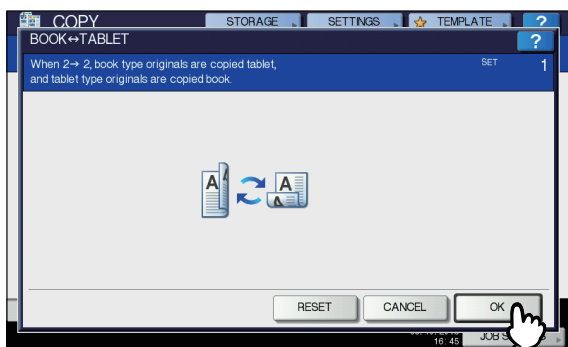 COPY
STORAGE
SETTINGS
TEMPLATE
?
BOOK↔TABLET
?
When 2→ 2, book type originals are copied tablet,
and tablet type originals are copied book.
SET
1
A
A
RESET
CANCEL
OK
16:45
JOB